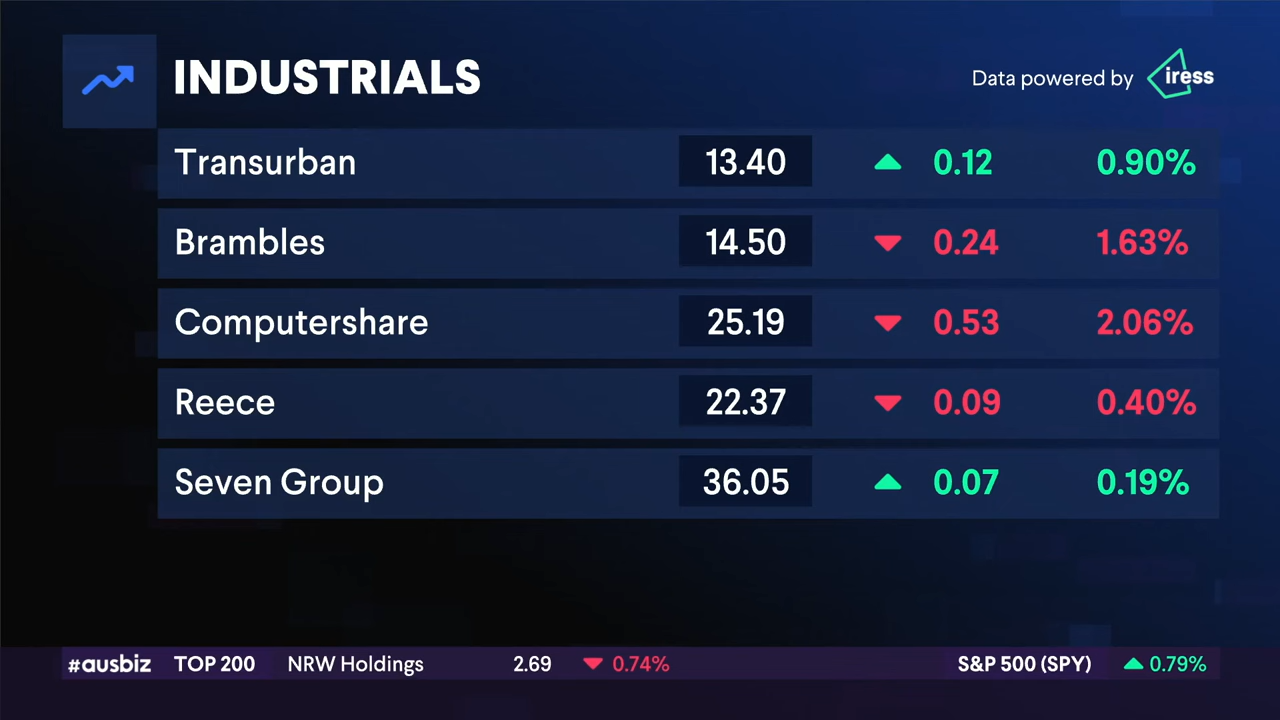 INDUSTRIALS
Data powered by iress
Transurban 13.40 0.12 0.90%
Brambles 14.50 0.24 1.63%
Computershare 25.19 0.53 2.06%
Reece 22.37 0.09 0.40%
Seven Group 36.05 0.07 0.19%
#ausbiz TOP 200 NRW Holdings 2.69 0.74% S&P 500 (SPY) 0.79%